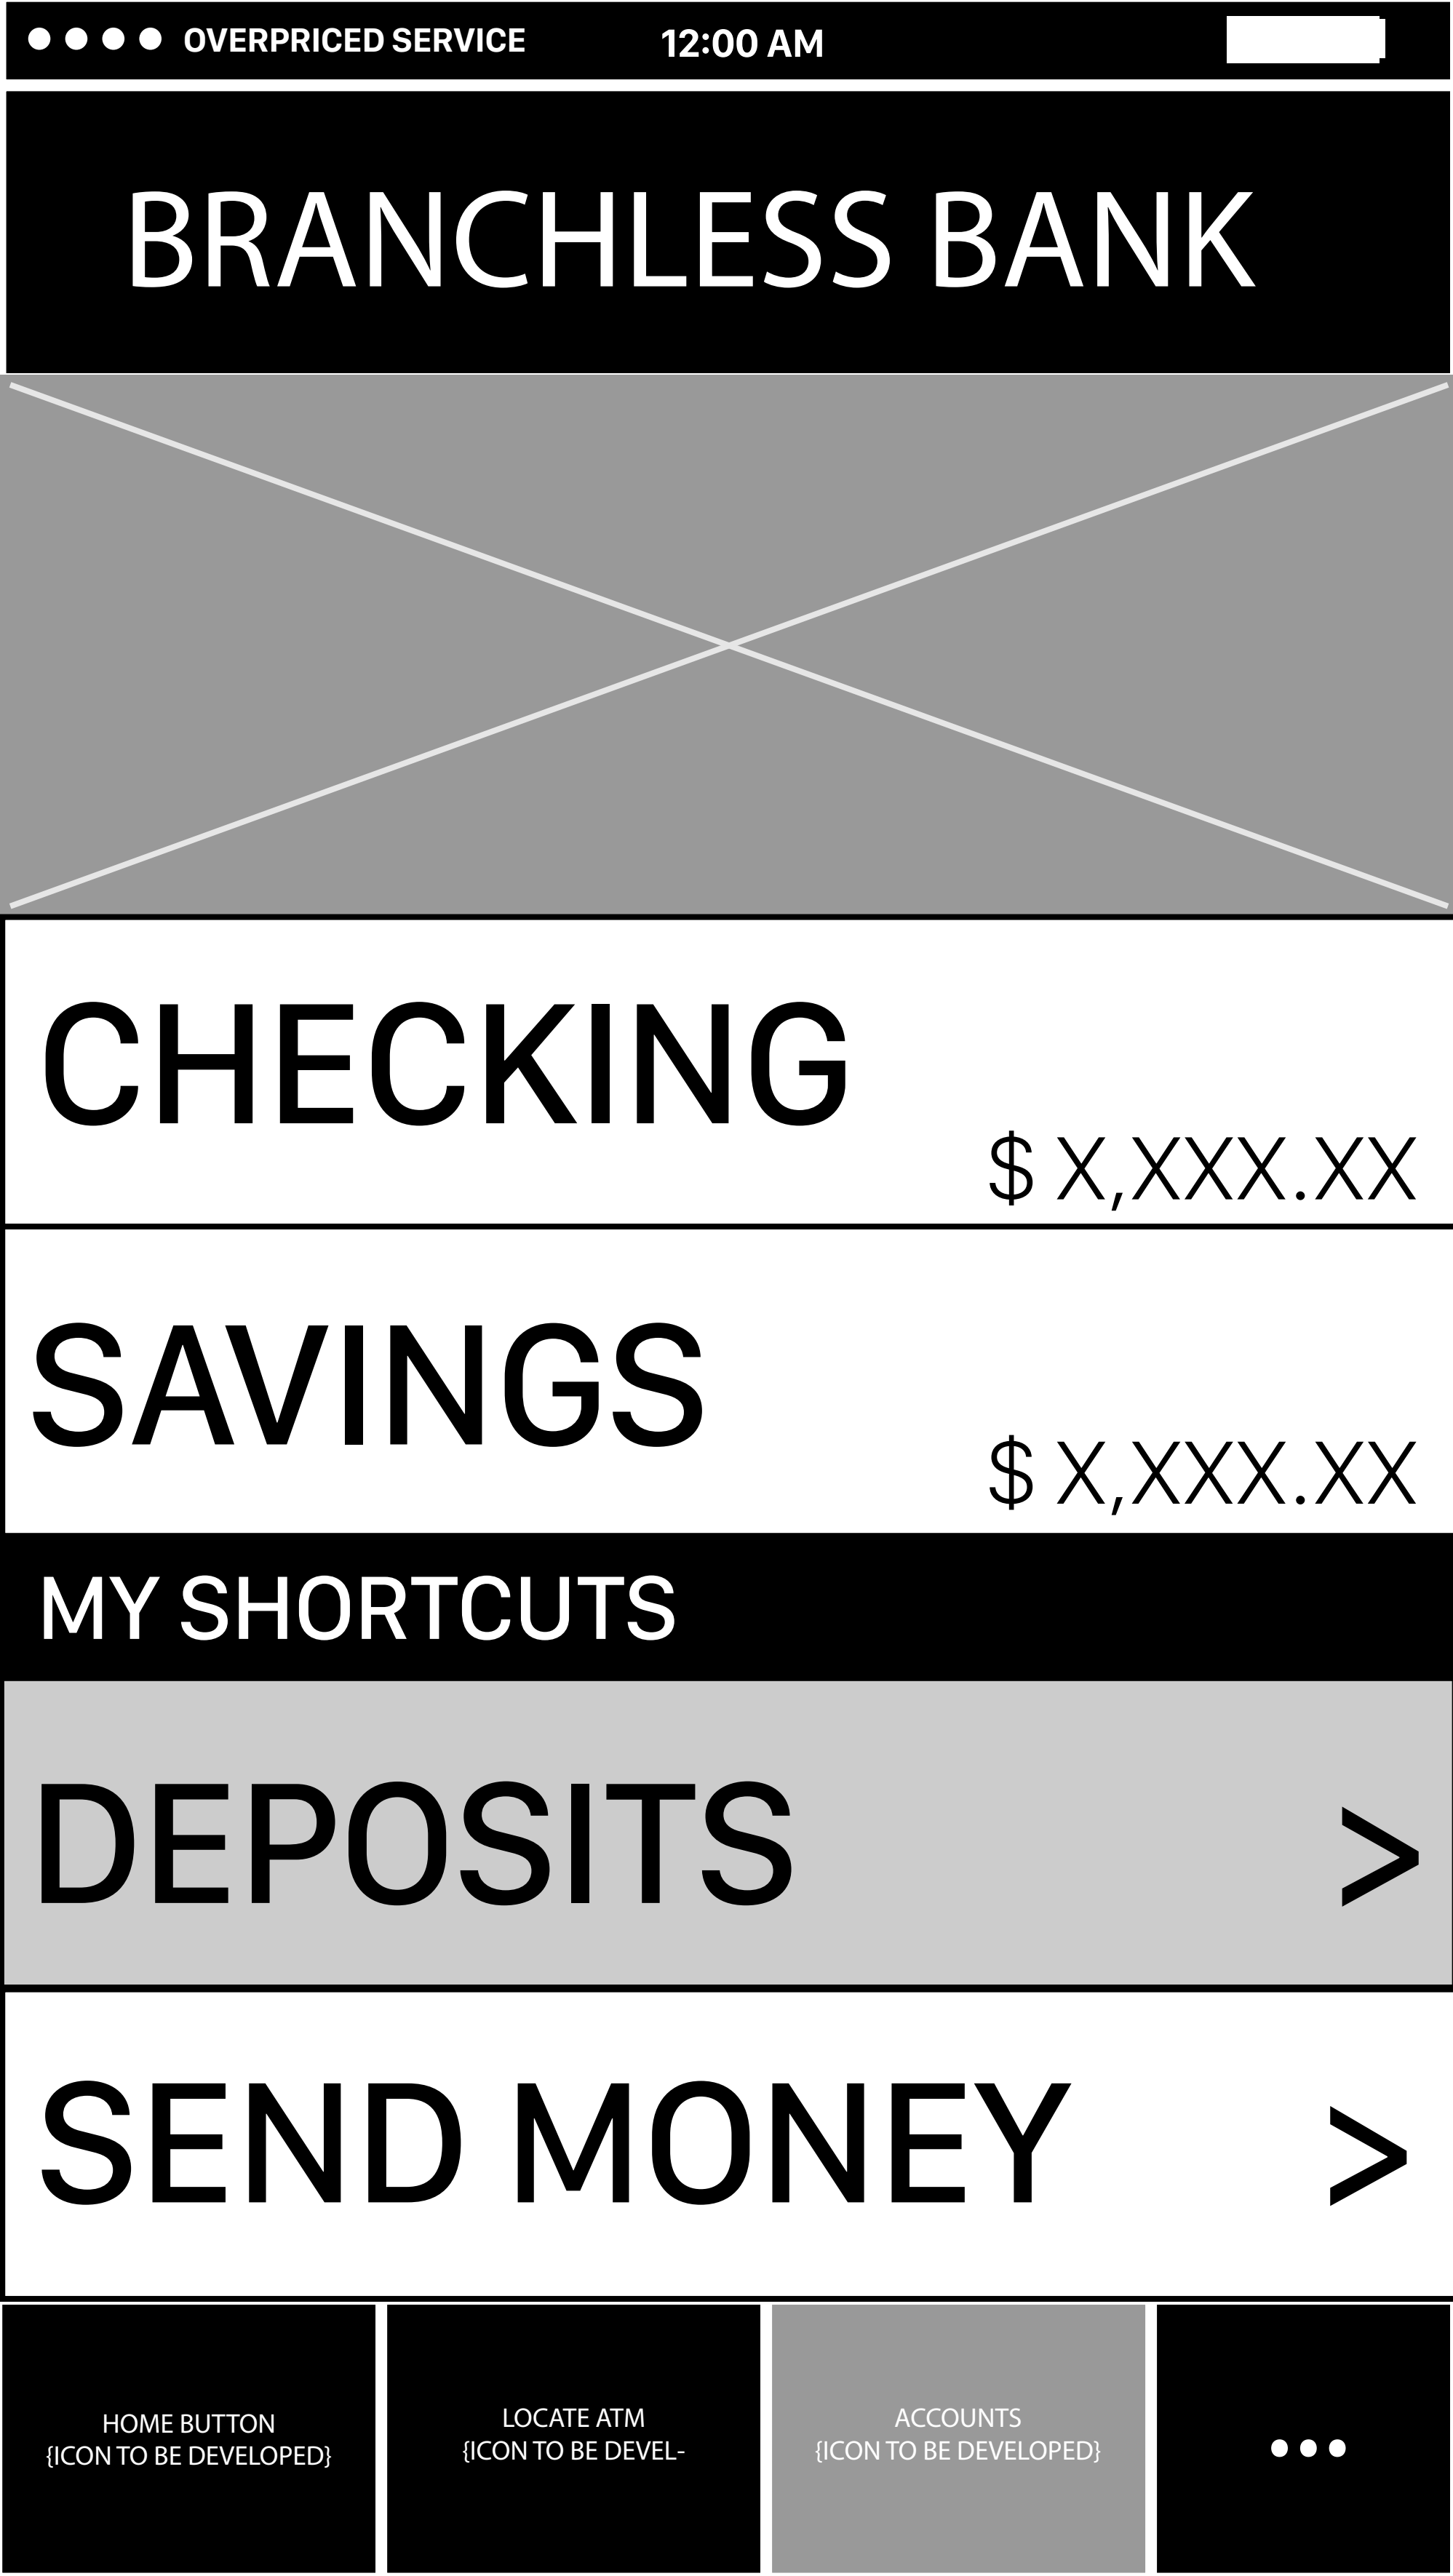 OVERPRICED SERVICE 12:00 AM
BRANCHLESS BANK
CHECKING
$ X,XXX.XX
SAVINGS
$ X,XXX.XX
MY SHORTCUTS
DEPOSITS >
SEND MONEY >
HOME BUTTON
{ICON TO BE DEVELOPED}
LOCATE ATM
{ICON TO BE DEVEL-
ACCOUNTS
{ICON TO BE DEVELOPED}